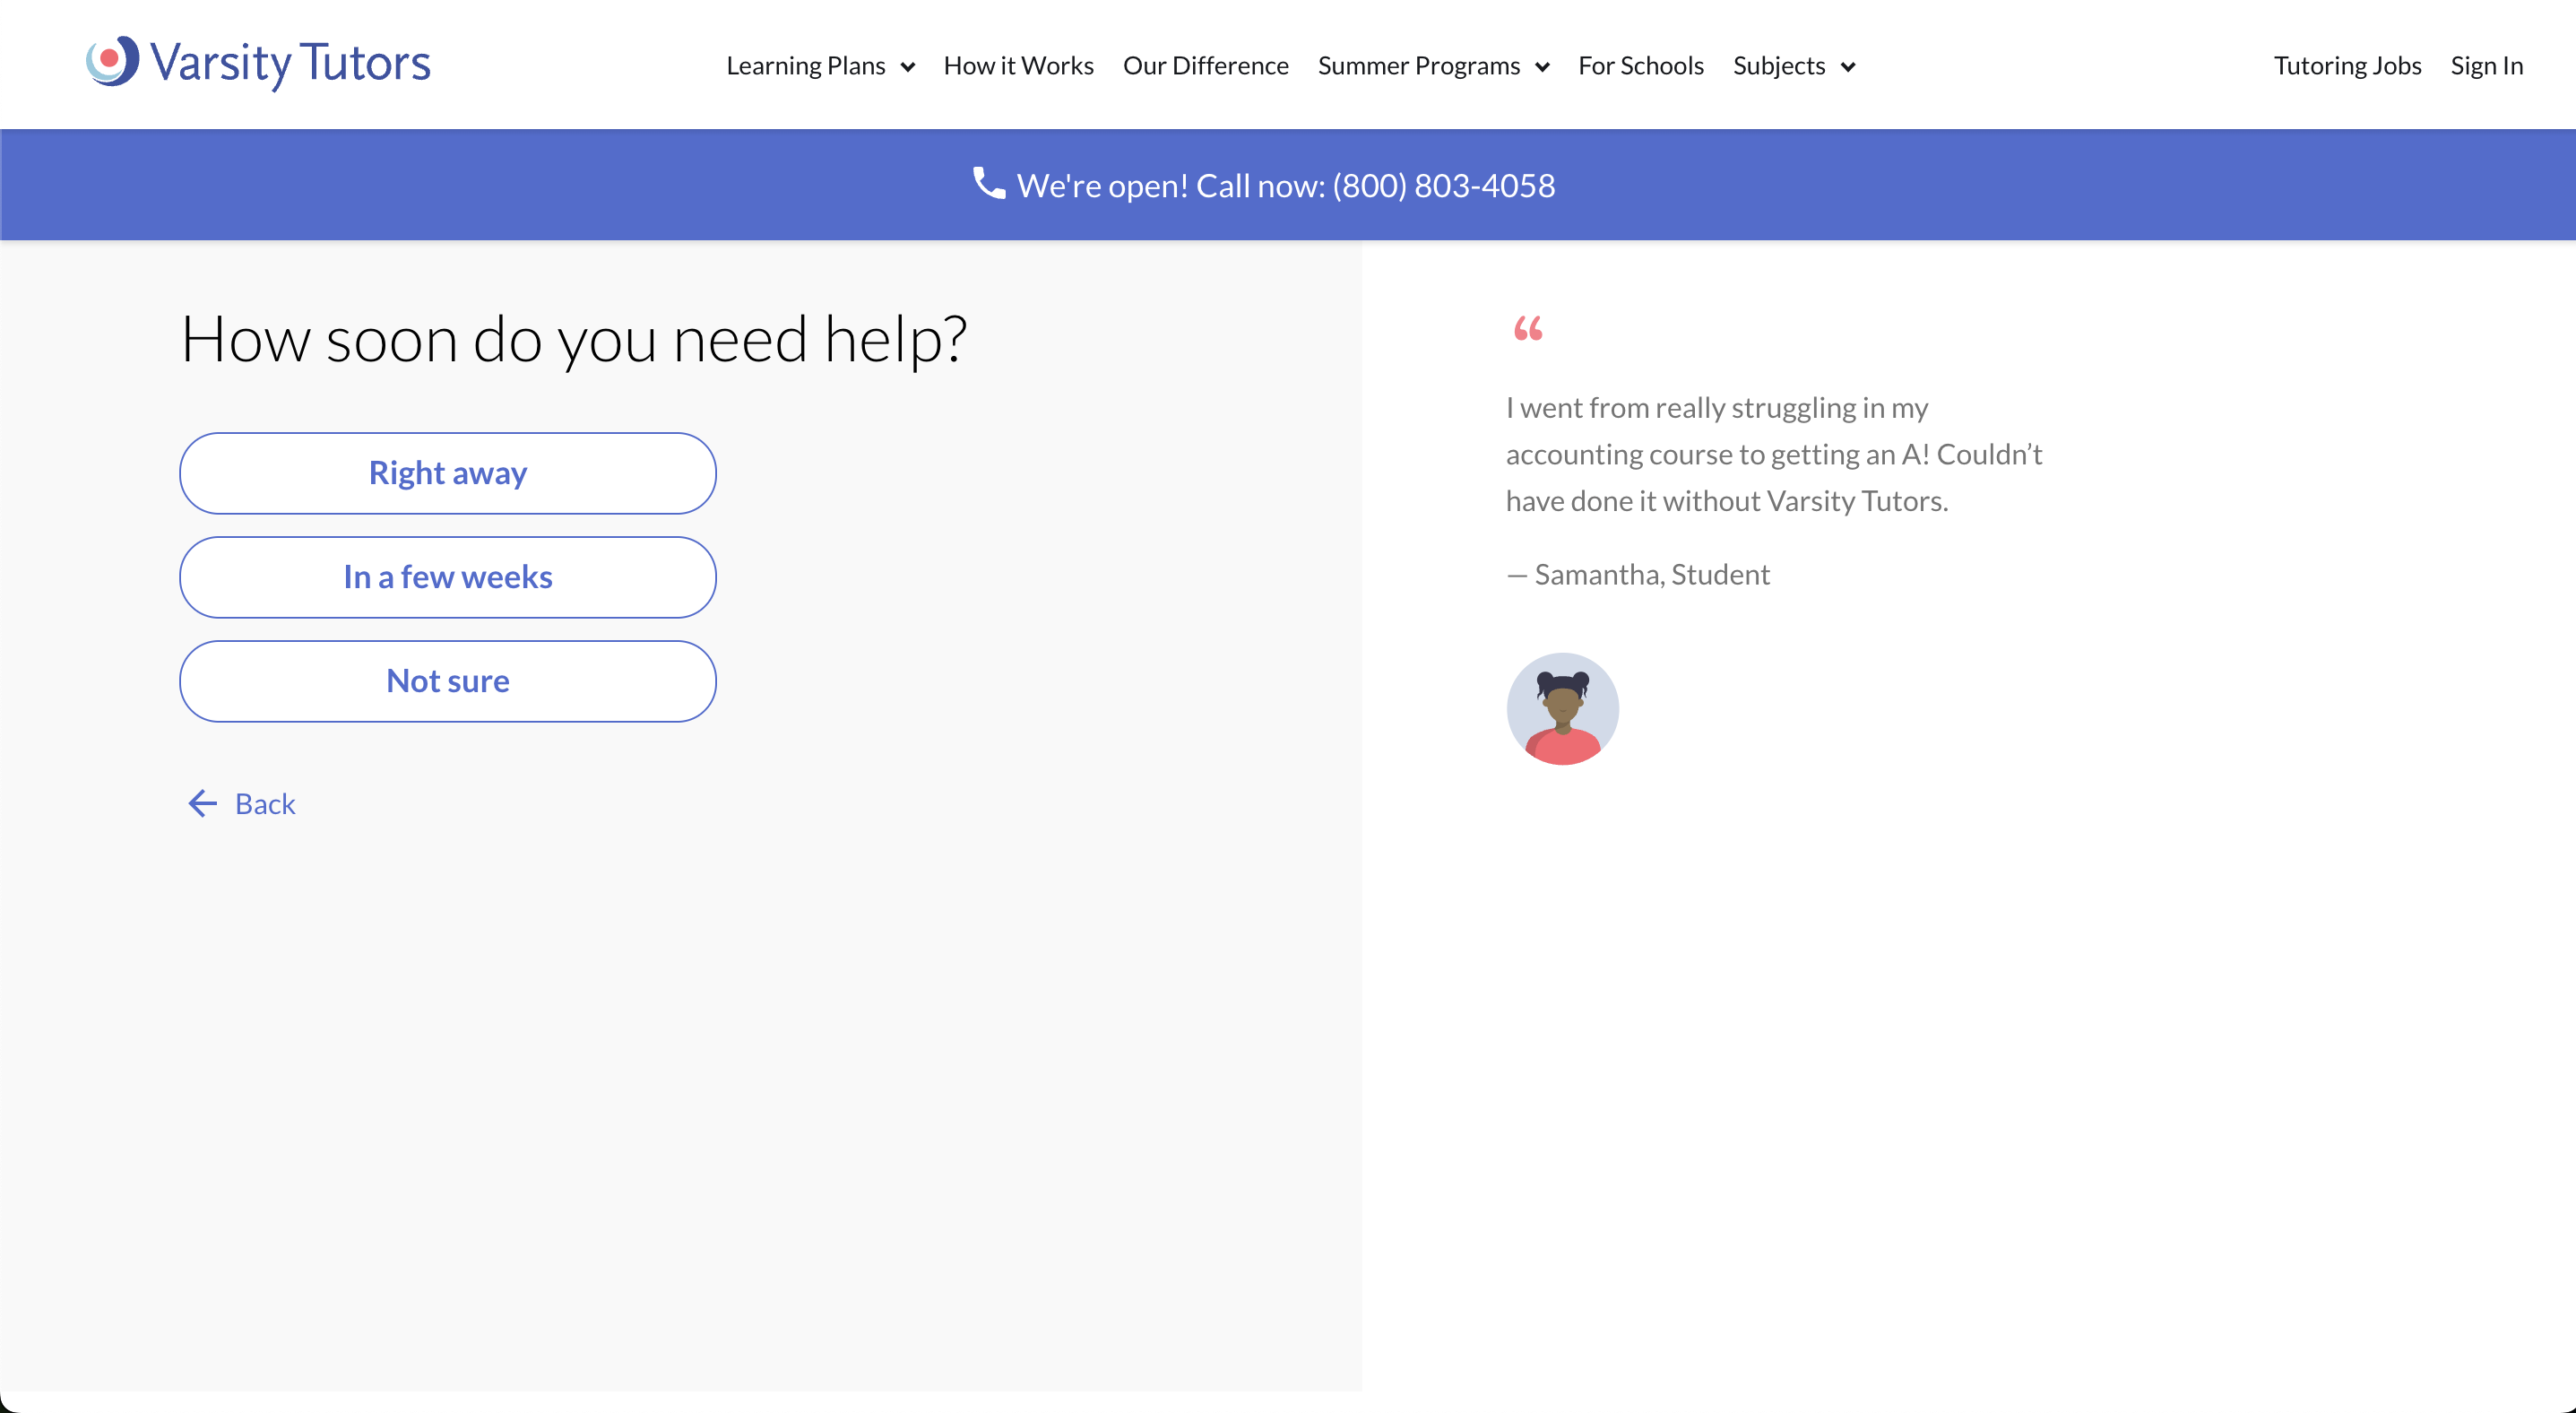 Varsity Tutors
Learning Plans How it Works Our Difference Summer Programs For Schools Subjects Tutoring Jobs Sign In
We're open! Call now: (800) 803-4058
How soon do you need help?
Right away
In a few weeks
Not sure
Back
“
I went from really struggling in my
accounting course to getting an A! Couldn’t
have done it without Varsity Tutors.
— Samantha, Student